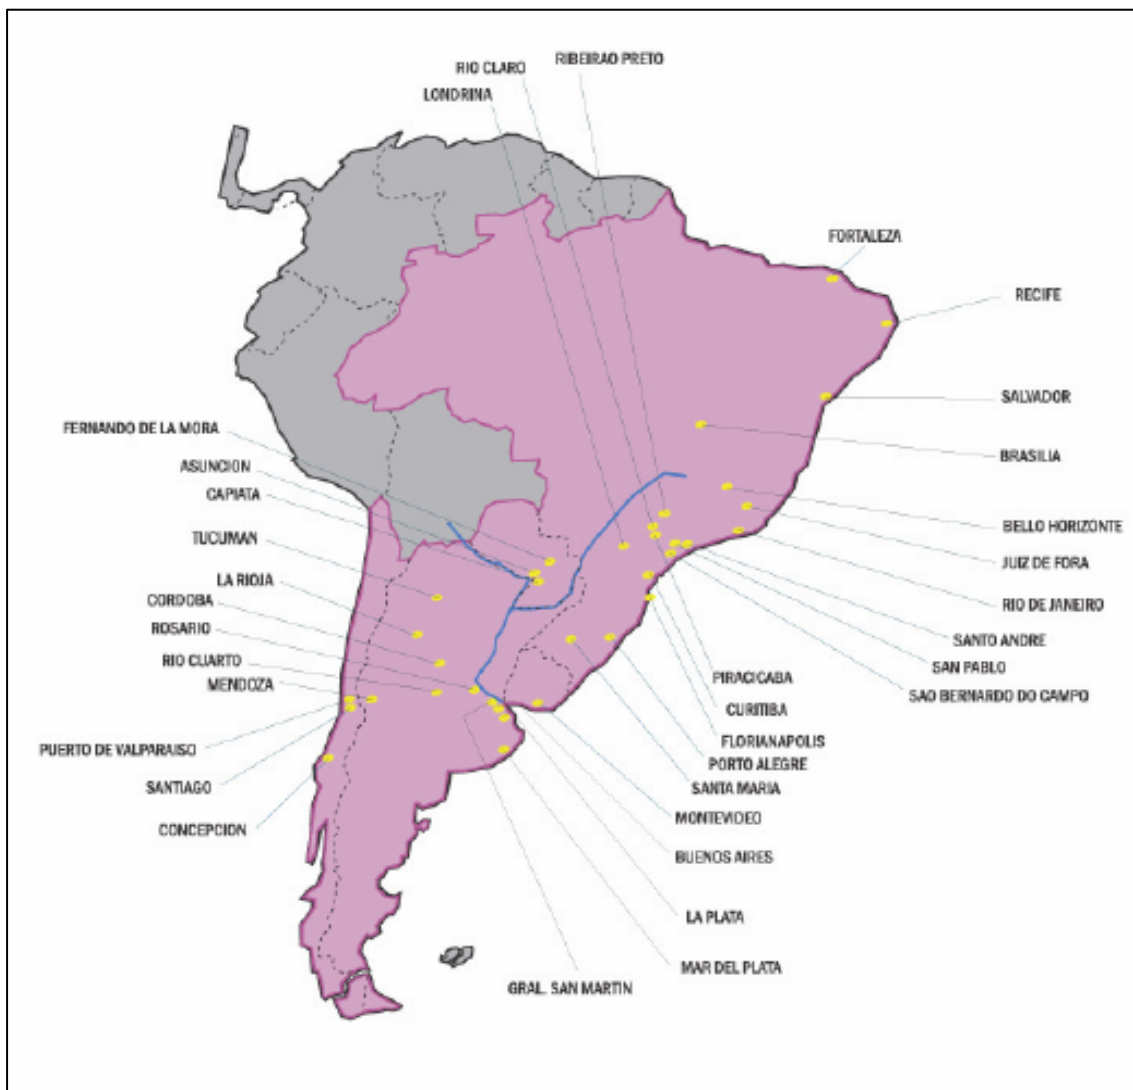 RIBEIRAO PRETO
RIO CLARO
LONDRINA
FORTALEZA
RECIFE
SALVADOR
FERNANDO DE LA MORA
BRASILIA
ASUNCION
CAPIATA
BELLO HORIZONTE
TUCUMAN
JUIZ DE FORA
LA RIOJA
CORDOBA
RIO DE JANEIRO
ROSARIO
SANTO ANDRE
RIO CUARTO
SAN PABLO
PIRACICABA
MENDOZA
SAO BERNARDO DO CAMPO
CURITIBA
FLORIANAPOLIS
PUERTO DE VALPARAISO
PORTO ALEGRE
SANTIAGO
SANTA MARIA
MONTEVIDEO
CONCEPCION
BUENOS AIRES
LA PLATA
MAR DEL PLATA
GRAL. SAN MARTIN